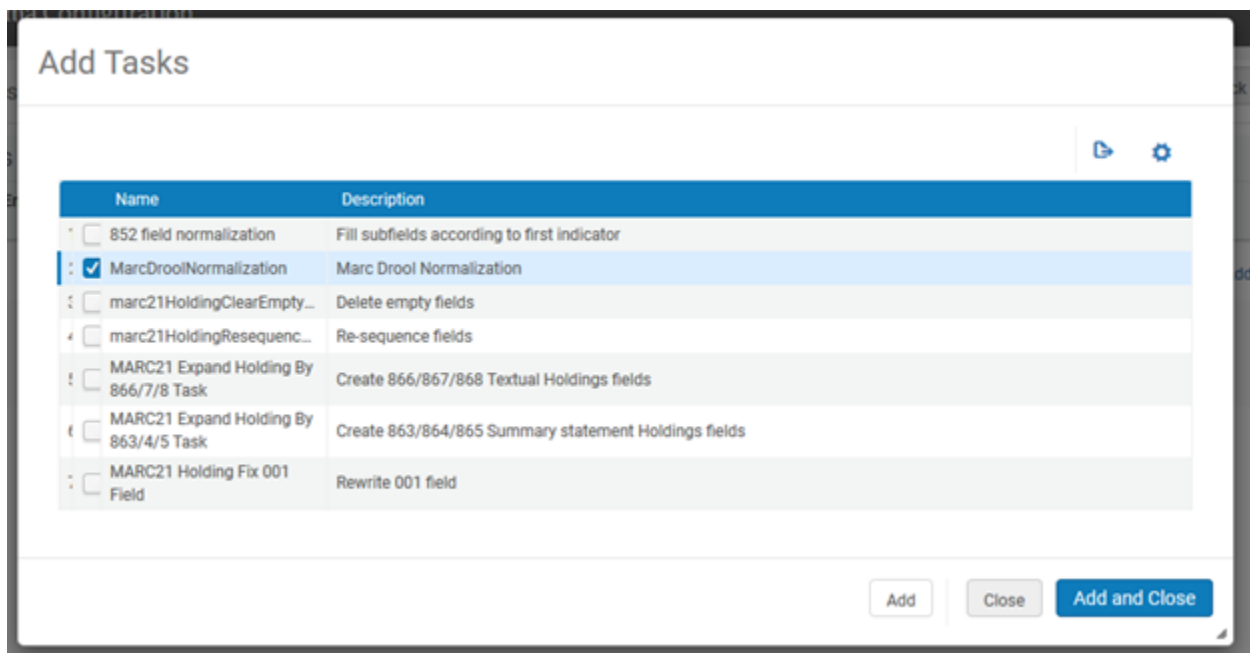 Add Tasks
Name Description
852 field normalization Fill subfields according to first indicator
MarcDroolNormalization Marc Drool Normalization
marc21HoldingClearEmpty... Delete empty fields
marc21HoldingResequenc... Re-sequence fields
MARC21 Expand Holding By
866/7/8 Task
Create 866/867/868 Textual Holdings fields
MARC21 Expand Holding By
863/4/5 Task
Create 863/864/865 Summary statement Holdings fields
MARC21 Holding Fix 001
Field
Rewrite 001 field
Add Close Add and Close